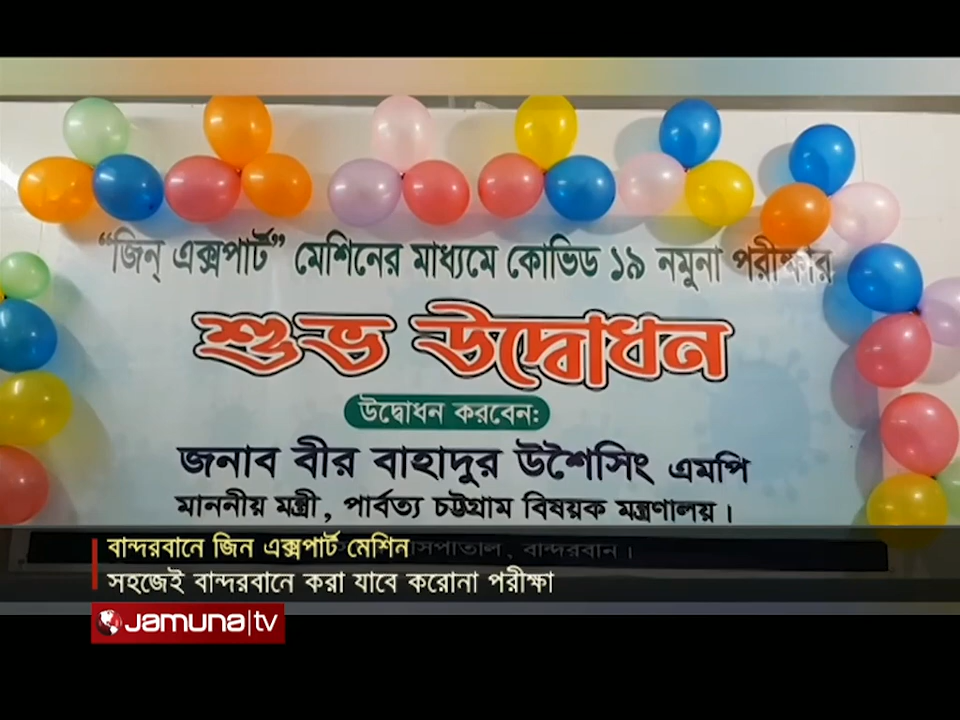 “জিন্ এক্সপার্ট” মেশিনের মাধ্যমে কোভিড ১৯ নমুনা পরীক্ষার
শুভ উদ্বোধন
উদ্বোধন করবেন:
জনাব বীর বাহাদুর উশৈসিং এমপি
মাননীয় মন্ত্রী, পার্বত্য চট্টগ্রাম বিষয়ক মন্ত্রণালয়।
বান্দরবান।
বান্দরবানে জিন এক্সপার্ট মেশিন
সহজেই বান্দরবানে করা যাবে করোনা পরীক্ষা
Jamuna|tv